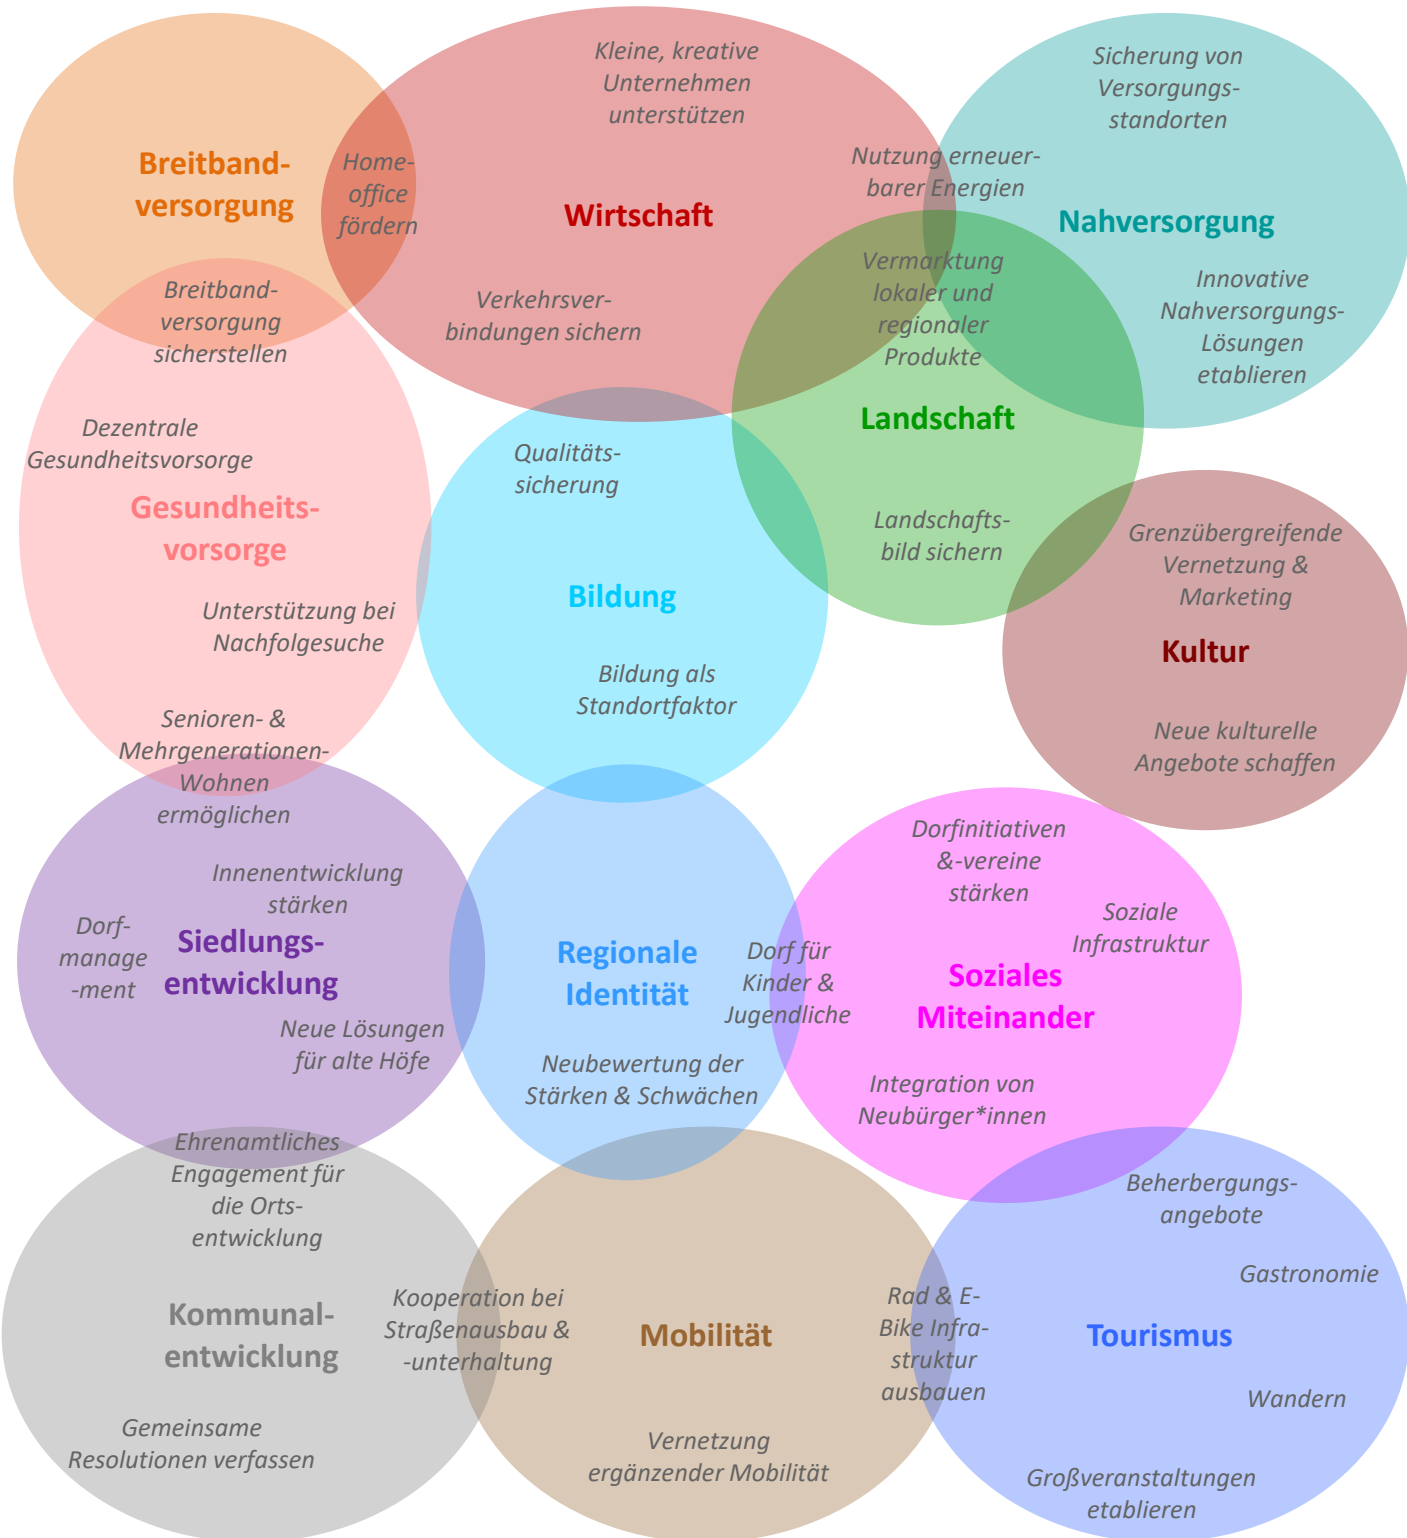 Kleine, kreative
Unternehmen
unterstützen
Sicherung von
Versorgungs-
standorten
Breitband-
versorgung
Home-
office
fördern
Wirtschaft
Nutzung erneuer-
barer Energien
Nahversorgung
Breitband-
versorgung
sicherstellen
Verkehrsver-
bindungen sichern
Vermarktung
lokaler und
regionaler
Produkte
Innovative
Nahversorgungs-
Lösungen
etablieren
Dezentrale
Gesundheitsvorsorge
Gesundheits-
vorsorge
Qualitäts-
sicherung
Landschaft
Landschafts-
bild sichern
Grenzübergreifende
Vernetzung &
Marketing
Unterstützung bei
Nachfolgesuche
Bildung
Bildung als
Standortfaktor
Kultur
Neue kulturelle
Angebote schaffen
Senioren- &
Mehrgenerationen-
Wohnen
ermöglichen
Innenentwicklung
stärken
Dorf-
manage
-ment
Siedlungs-
entwicklung
Neue Lösungen
für alte Höfe
Regionale
Identität
Neubewertung der
Stärken & Schwächen
Dorf für
Kinder &
Jugendliche
Dorfinitiativen
&-vereine
stärken
Soziale
Infrastruktur
Soziales
Miteinander
Integration von
Neubürger*innen
Ehrenamtliches
Engagement für
die Orts-
entwicklung
Kommunal-
entwicklung
Gemeinsame
Resolutionen verfassen
Kooperation bei
Straßenausbau &
-unterhaltung
Mobilität
Vernetzung
ergänzender Mobilität
Rad & E-
Bike Infra-
struktur
ausbauen
Beherbergungs-
angebote
Gastronomie
Tourismus
Wandern
Großveranstaltungen
etablieren